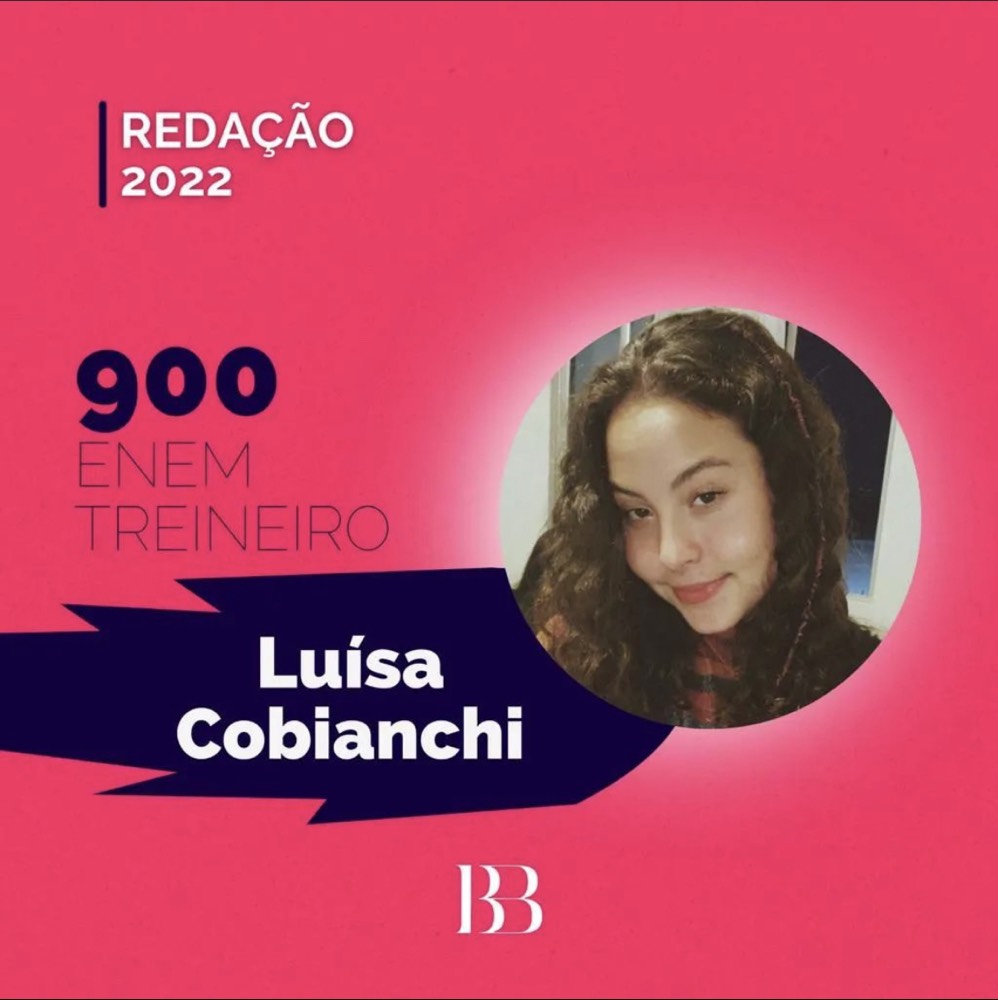 REDAÇÃO
2022
900
ENEM
TREINEIRO
Luísa
Cobianchi
BB